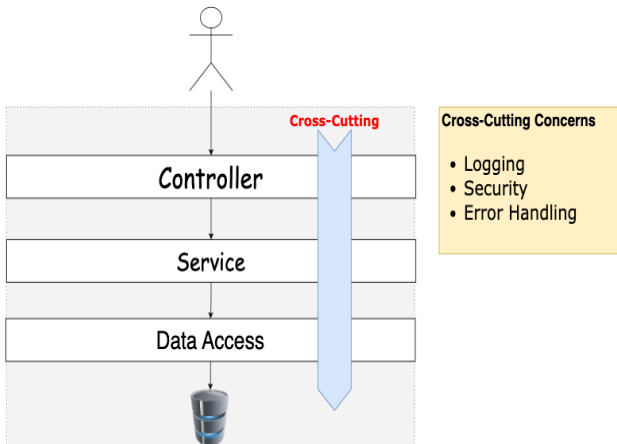 Cross-Cutting
Controller
Service
Data Access
Cross-Cutting Concerns
• Logging
• Security
• Error Handling